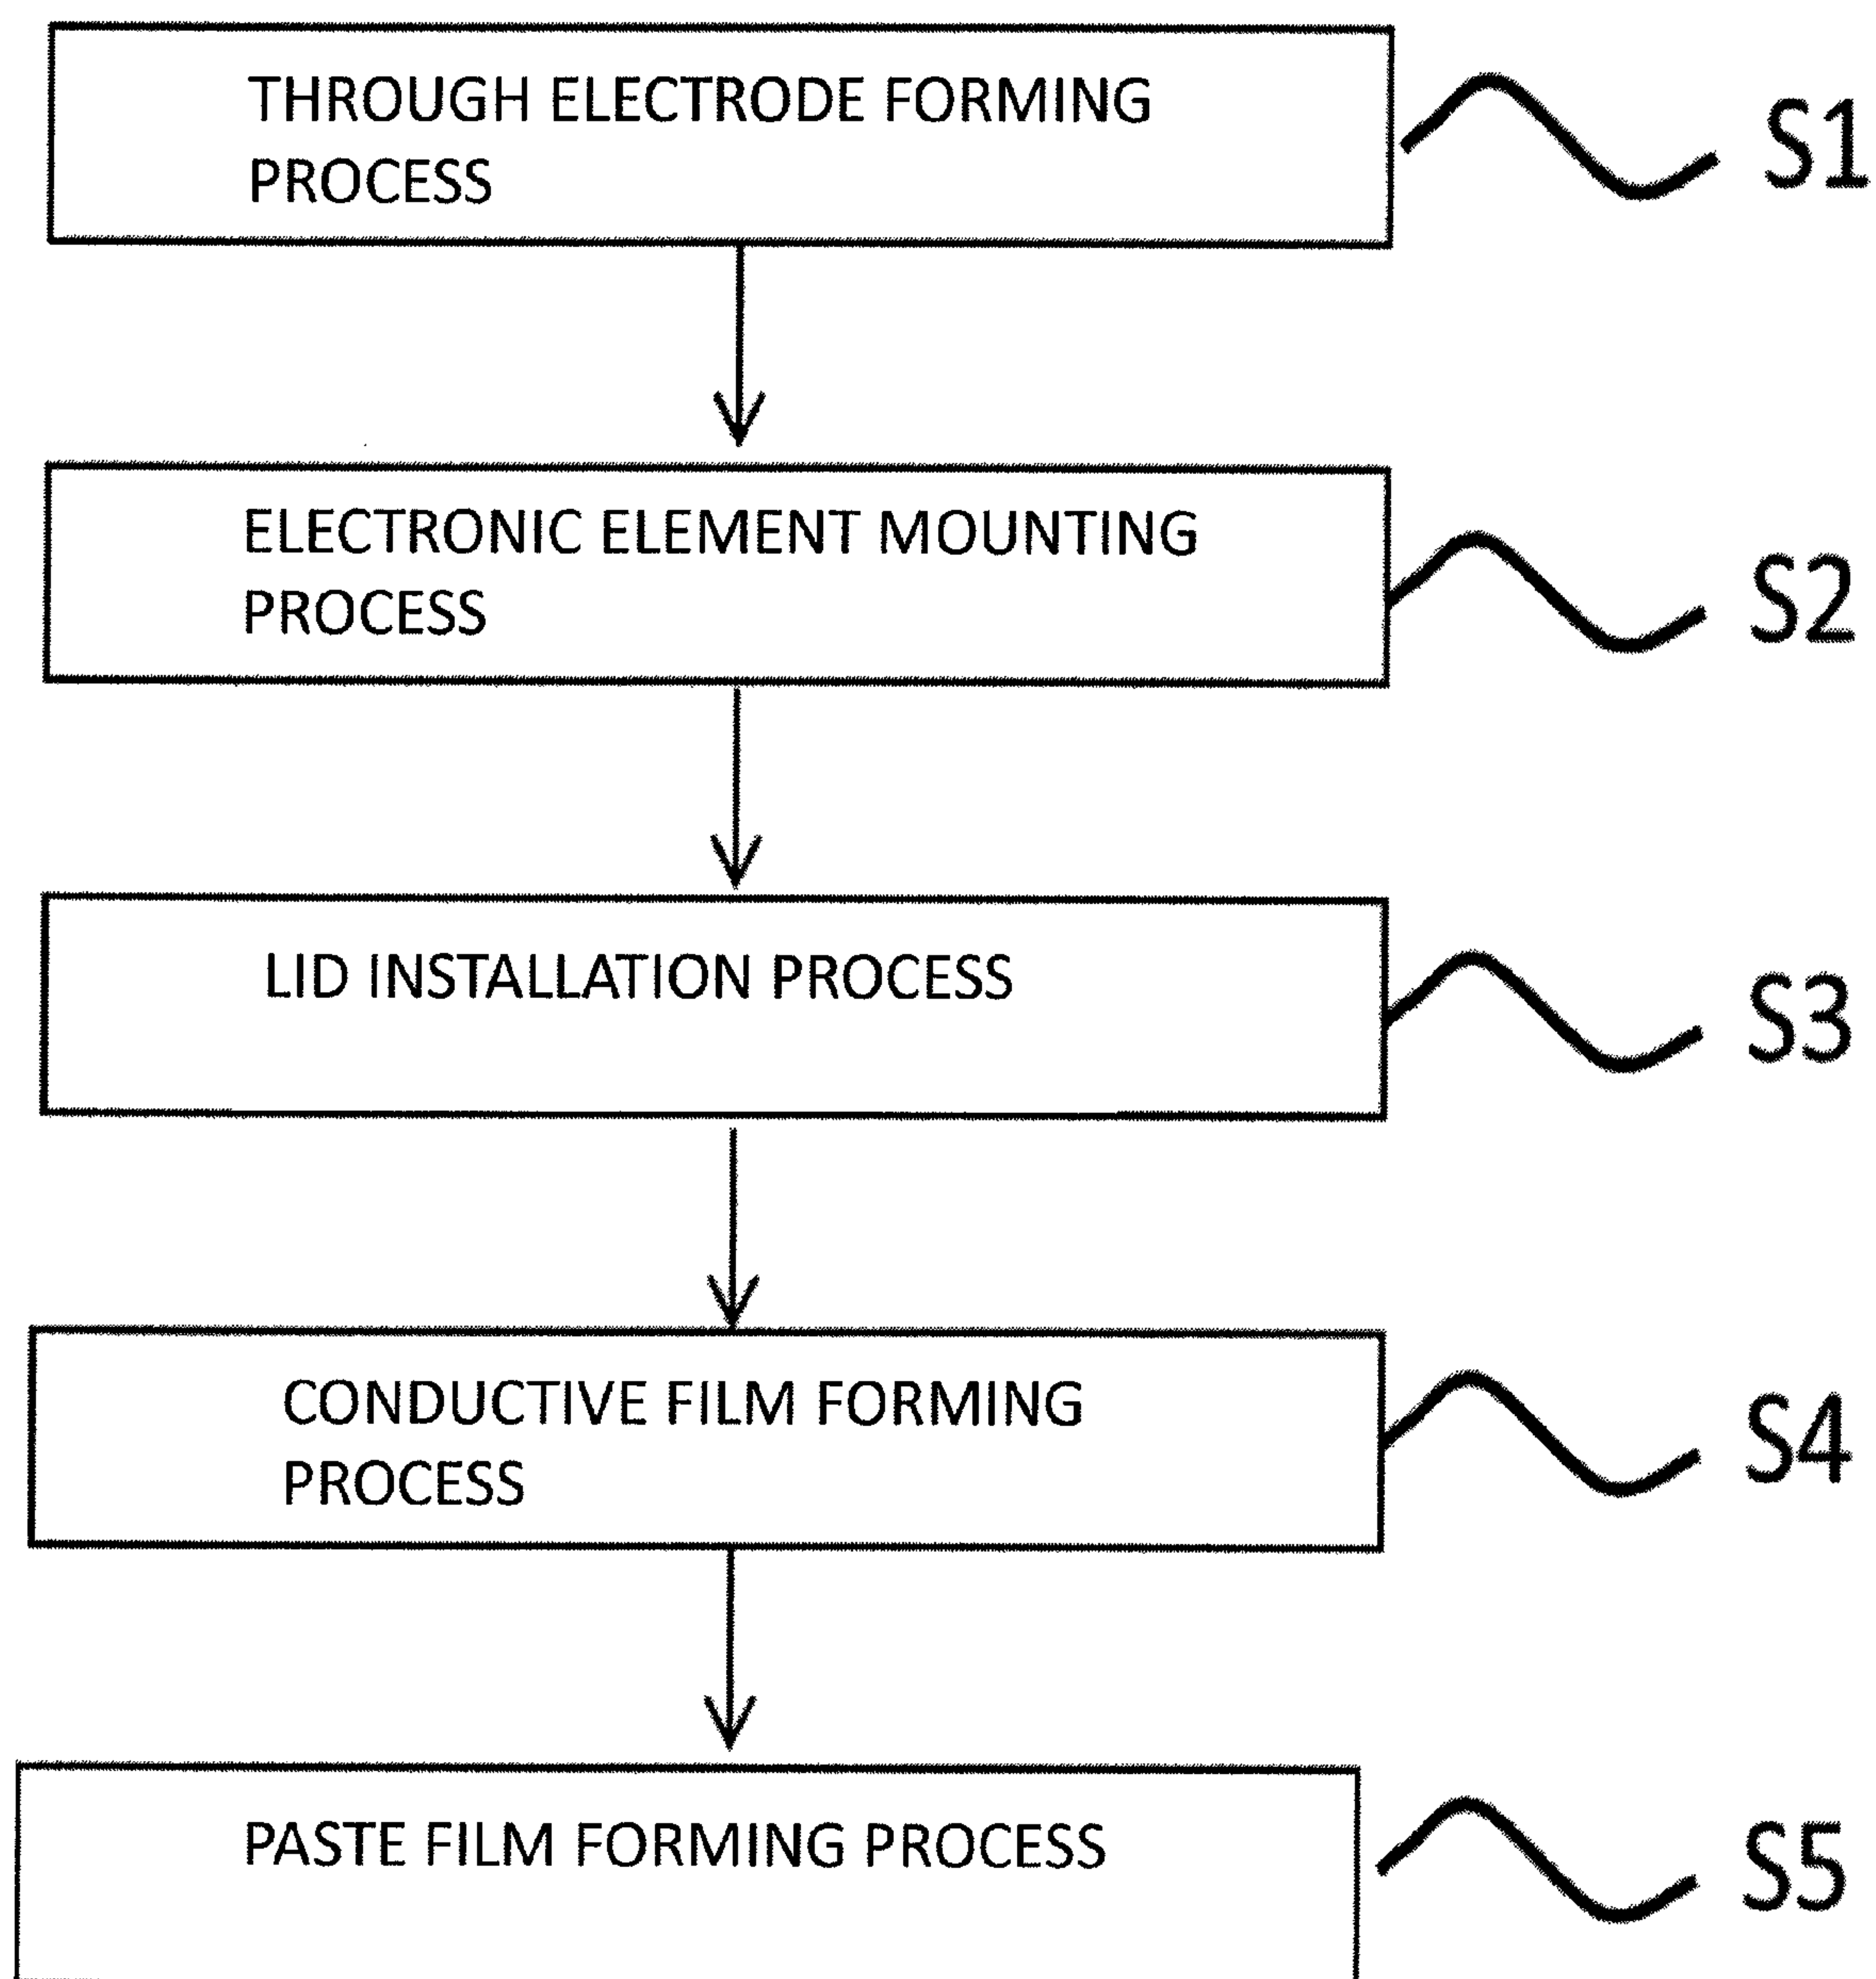 THROUGH ELECTRODE FORMING
PROCESS
S1
ELECTRONIC ELEMENT MOUNTING
PROCESS
S2
LID INSTALLATION PROCESS
S3
CONDUCTIVE FILM FORMING
PROCESS
S4
PASTE FILM FORMING PROCESS
S5